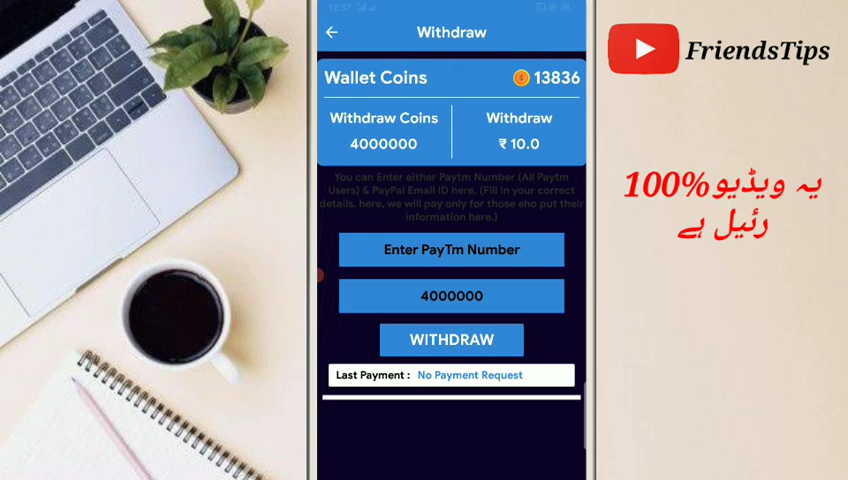 12:37
Withdraw
Wallet Coins 13836
Withdraw Coins Withdraw
4000000 ₹ 10.0
You can Enter either Paytm Number (All Paytm
Users) & PayPal Email ID here. (Fill in your correct
details. here, we will pay only for those eho put their
information here.)
Enter PayTm Number
4000000
WITHDRAW
Last Payment : No Payment Request
FriendsTips
یہ ویڈیو 100%
رئیل ہے